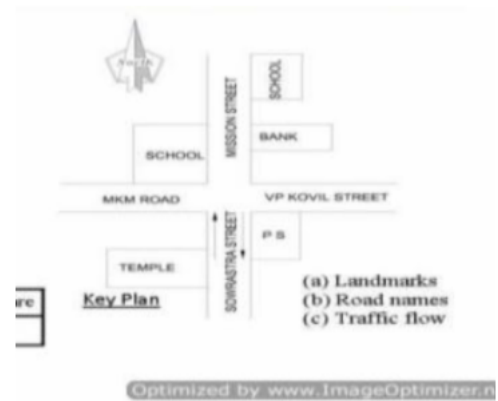 North
MISSION STREET
SCHOOL
BANK
SCHOOL
MKM ROAD
VP KOVIL STREET
SOWRASTRA STREET
P S
TEMPLE
Key Plan
(a) Landmarks
(b) Road names
(c) Traffic flow
Optimized by www.ImageOptimizer.n